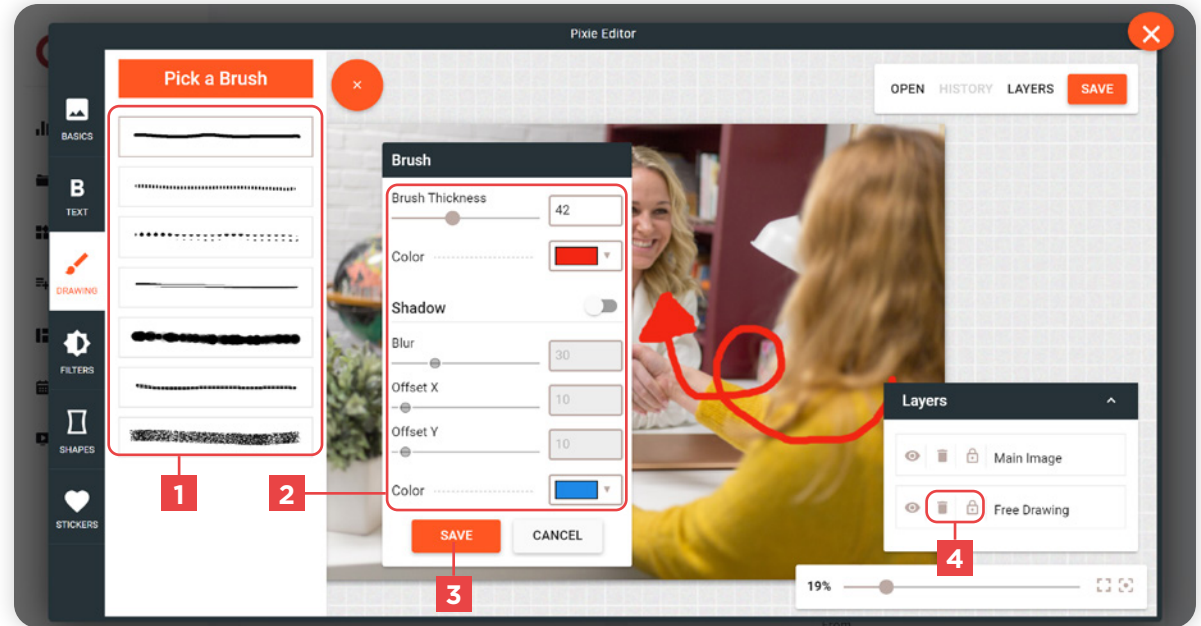 Pixie Editor
Pick a Brush
OPEN HISTORY LAYERS SAVE
BASICS
B
TEXT
DRAWING
FILTERS
SHAPES
STICKERS
Brush
Brush Thickness
42
Color
Shadow
Blur
30
Offset X
10
Offset Y
10
Color
SAVE CANCEL
Layers
Main Image
Free Drawing
19%
1
2
3
4